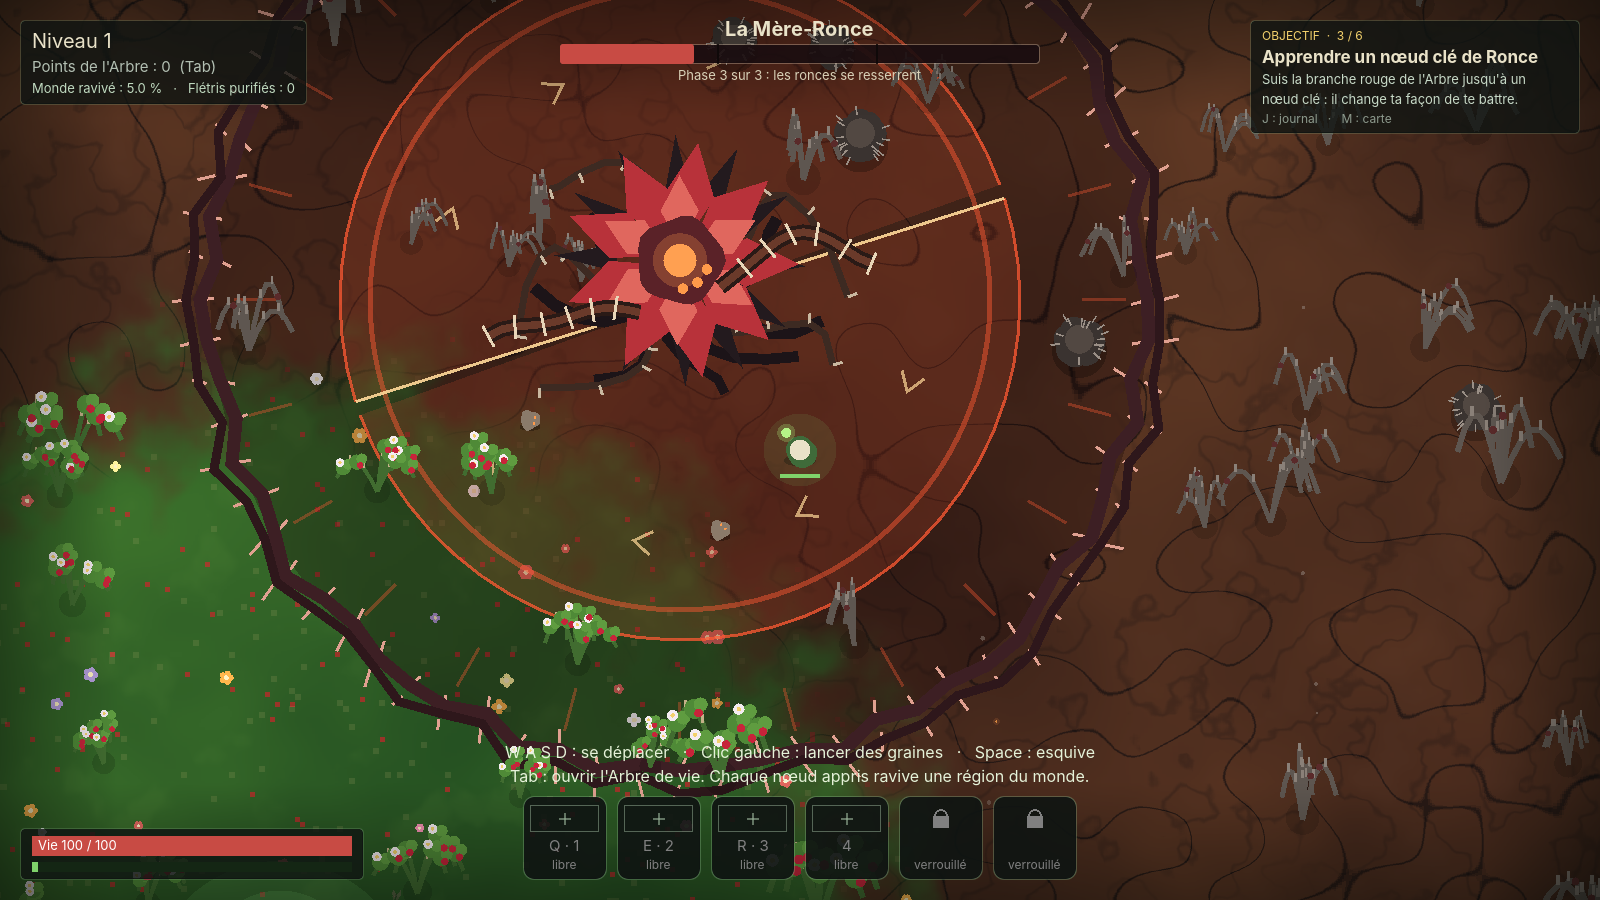 Niveau 1
Points de l'Arbre : 0 (Tab)
Monde ravivé : 5.0 % · Flétris purifiés : 0
La Mère-Ronce
Phase 3 sur 3 : les ronces se resserrent
OBJECTIF · 3 / 6
Apprendre un nœud clé de Ronce
Suis la branche rouge de l'Arbre jusqu'à un
nœud clé : il change ta façon de te battre.
J : journal · M : carte
W A S D : se déplacer · Clic gauche : lancer des graines · Space : esquive
Tab : ouvrir l'Arbre de vie. Chaque nœud appris ravive une région du monde.
Vie 100 / 100
Q · 1
libre
E · 2
libre
R · 3
libre
4
libre
verrouillé
verrouillé